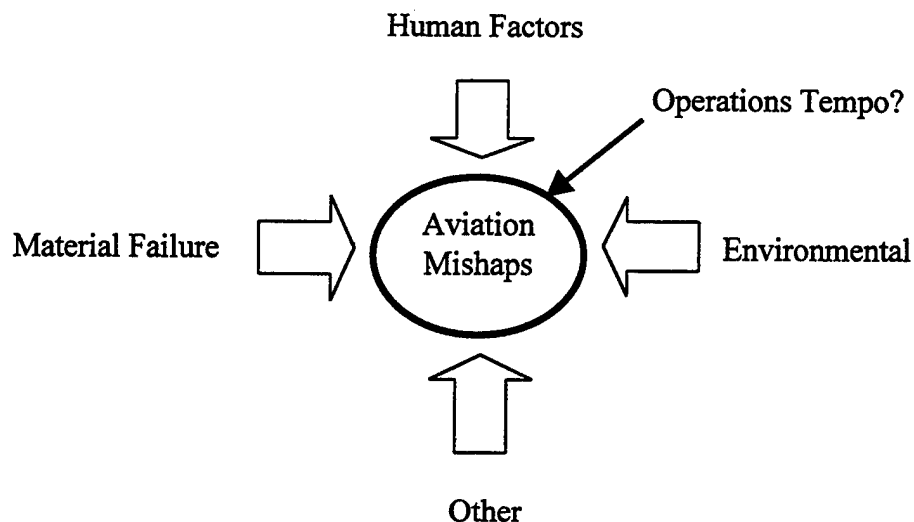 Human Factors
Operations Tempo?
Aviation
Mishaps
Material Failure
Environmental
Other